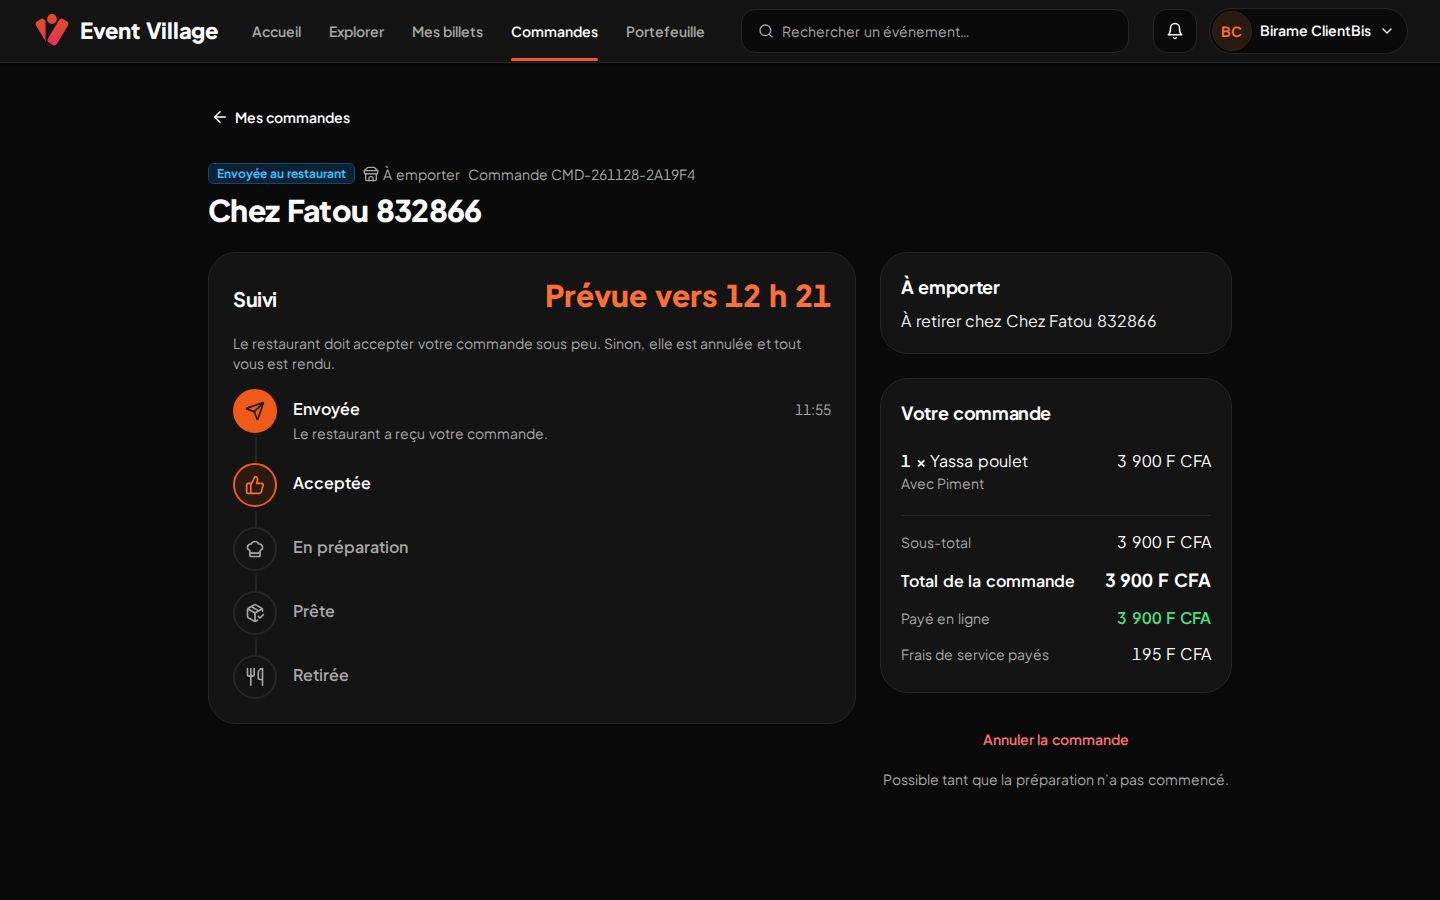 Event Village
Accueil
Explorer
Mes billets
Commandes
Portefeuille
Rechercher un événement…
BC
Birame ClientBis
Mes commandes
Envoyée au restaurant
À emporter
Commande CMD-261128-2A19F4
Chez Fatou 832866
Suivi
Prévue vers 12 h 21
Le restaurant doit accepter votre commande sous peu. Sinon, elle est annulée et tout
vous est rendu.
Envoyée
11:55
Le restaurant a reçu votre commande.
Acceptée
En préparation
Prête
Retirée
À emporter
À retirer chez Chez Fatou 832866
Votre commande
1 × Yassa poulet
3 900 F CFA
Avec Piment
Sous-total
3 900 F CFA
Total de la commande
3 900 F CFA
Payé en ligne
3 900 F CFA
Frais de service payés
195 F CFA
Annuler la commande
Possible tant que la préparation n'a pas commencé.